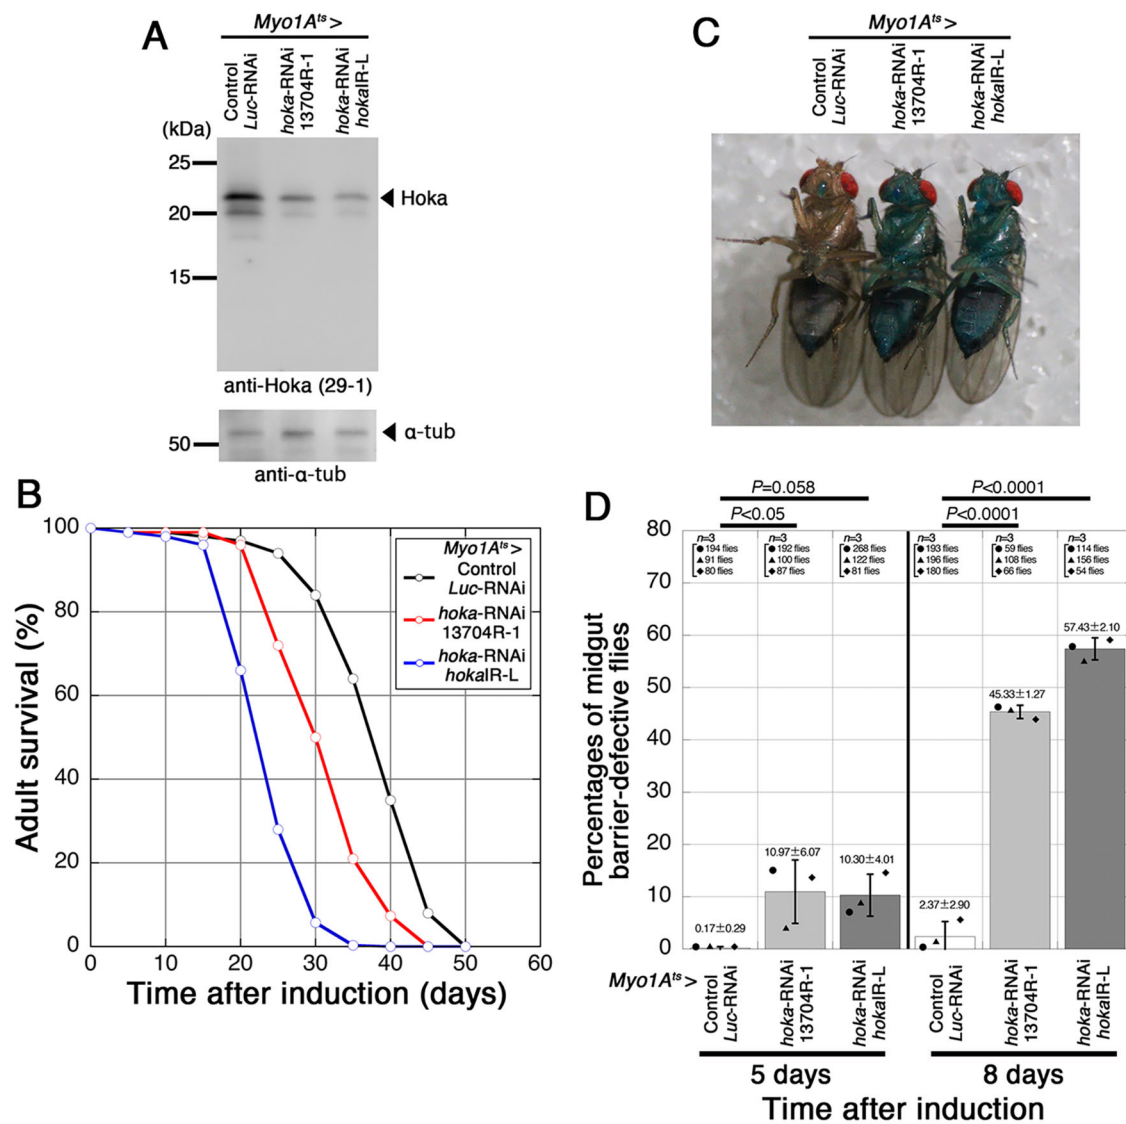 A
Myo1Ats >
Control
Luc-RNAi
hoka-RNAi
13704R-1
hoka-RNAi
hokaIR-L
(kDa)
25
20
15
Hoka
anti-Hoka (29-1)
50
α-tub
anti-α-tub
C
Myo1Ats >
Control
Luc-RNAi
hoka-RNAi
13704R-1
hoka-RNAi
hokaIR-L
B
Adult survival (%)
100
80
60
40
20
0
0 10 20 30 40 50 60
Time after induction (days)
Myo1Ats>
Control
Luc-RNAi
hoka-RNAi
13704R-1
hoka-RNAi
hokaIR-L
D
P=0.058
P<0.05
P<0.0001
P<0.0001
Percentages of midgut
barrier-defective flies
80
70
60
50
40
30
20
10
0
n=3
194 flies
91 flies
80 flies
n=3
192 flies
100 flies
87 flies
n=3
268 flies
122 flies
81 flies
n=3
193 flies
196 flies
180 flies
n=3
59 flies
108 flies
66 flies
n=3
114 flies
156 flies
54 flies
0.17±0.29
10.97±6.07
10.30±4.01
2.37±2.90
45.33±1.27
57.43±2.10
Myo1Ats >
Control
Luc-RNAi
hoka-RNAi
13704R-1
hoka-RNAi
hokaIR-L
Control
Luc-RNAi
hoka-RNAi
13704R-1
hoka-RNAi
hokaIR-L
5 days
8 days
Time after induction